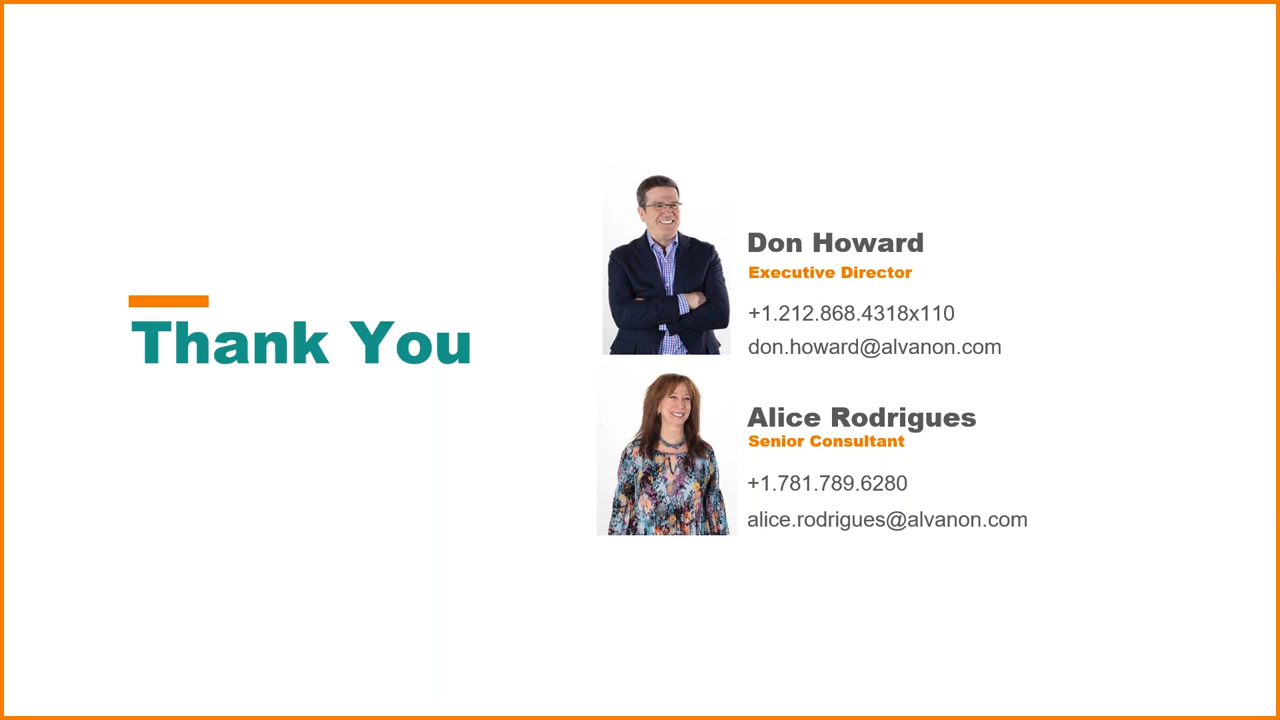 Thank You
Don Howard
Executive Director
+1.212.868.4318x110
don.howard@alvanon.com
Alice Rodrigues
Senior Consultant
+1.781.789.6280
alice.rodrigues@alvanon.com